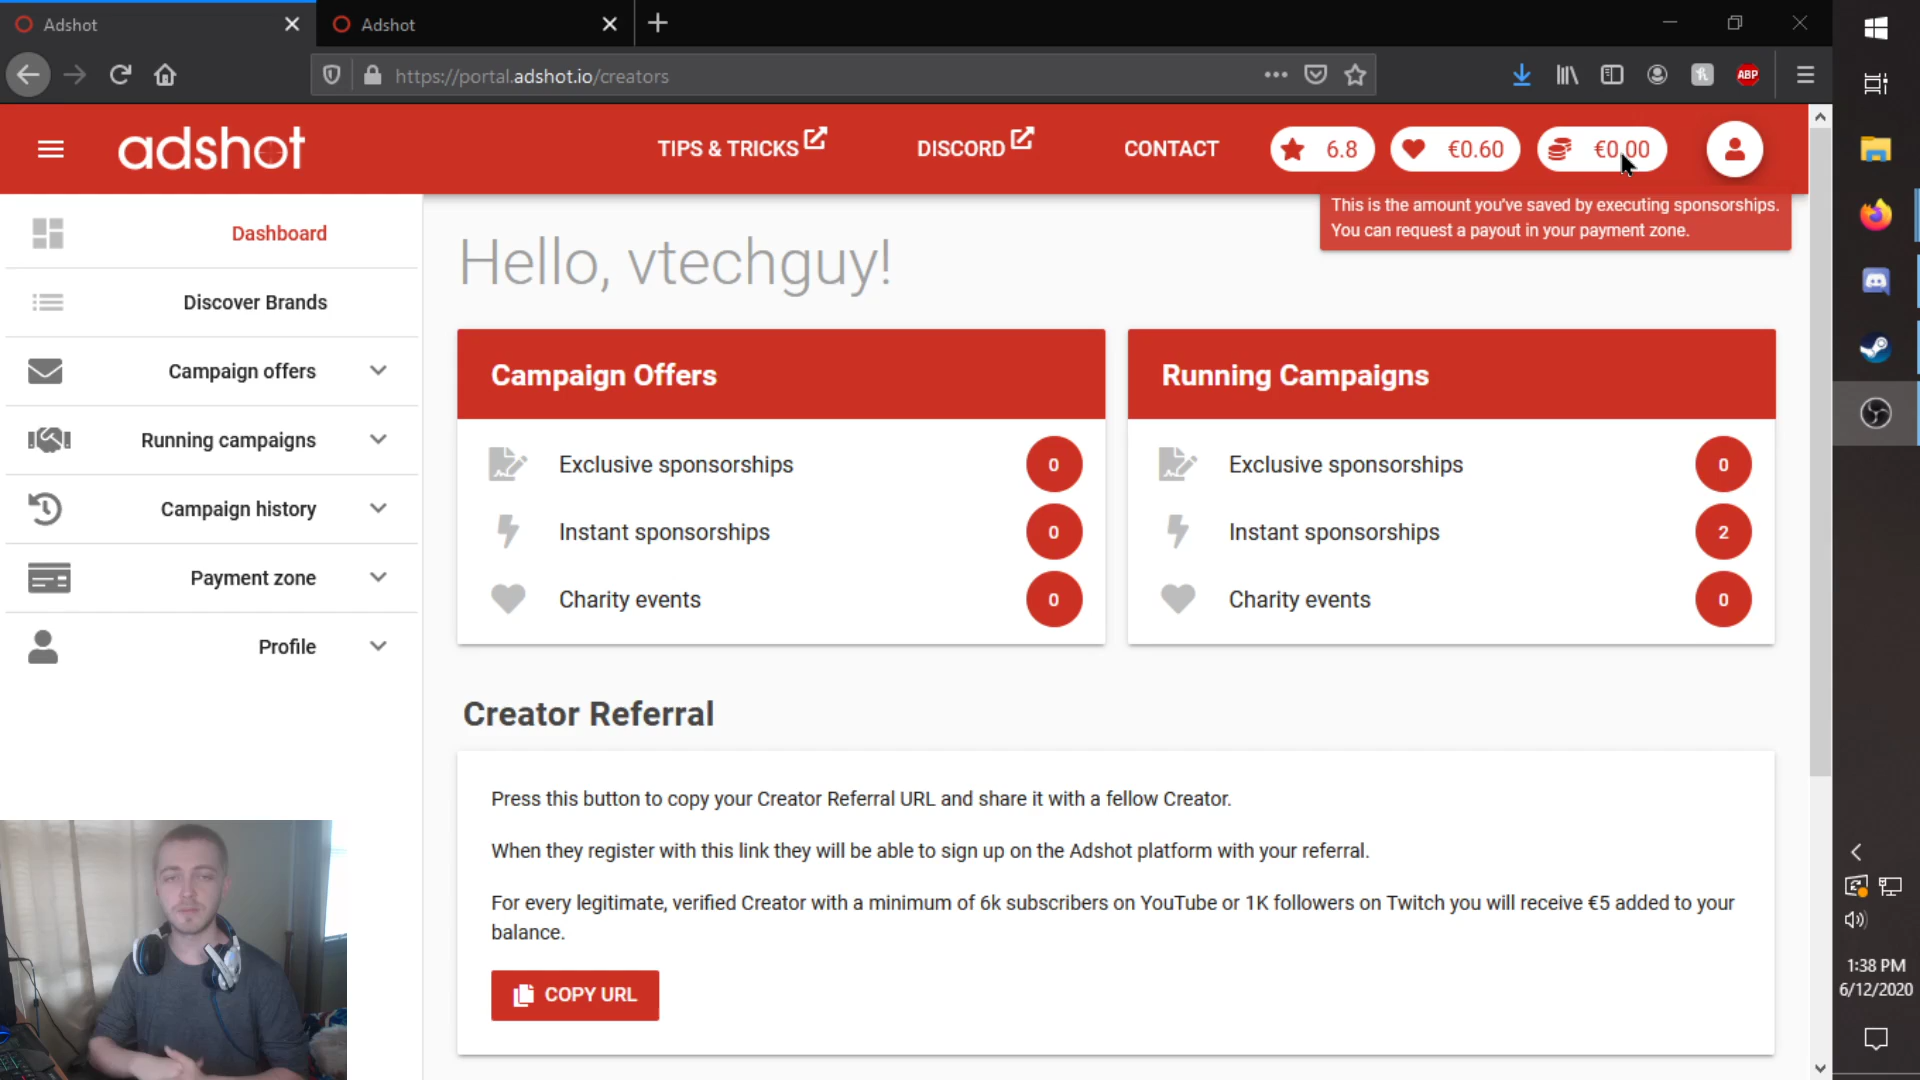 Adshot
Adshot
https://portal.adshot.io/creators
ABP
adshot
TIPS & TRICKS
DISCORD
CONTACT
6.8
€0.60
€0.00
This is the amount you've saved by executing sponsorships.
You can request a payout in your payment zone.
Dashboard
Discover Brands
Campaign offers
Running campaigns
Campaign history
Payment zone
Profile
Hello, vtechguy!
Campaign Offers
Exclusive sponsorships 0
Instant sponsorships 0
Charity events 0
Running Campaigns
Exclusive sponsorships 0
Instant sponsorships 2
Charity events 0
Creator Referral
Press this button to copy your Creator Referral URL and share it with a fellow Creator.
When they register with this link they will be able to sign up on the Adshot platform with your referral.
For every legitimate, verified Creator with a minimum of 6k subscribers on YouTube or 1K followers on Twitch you will receive €5 added to your
balance.
COPY URL
1:38 PM
6/12/2020